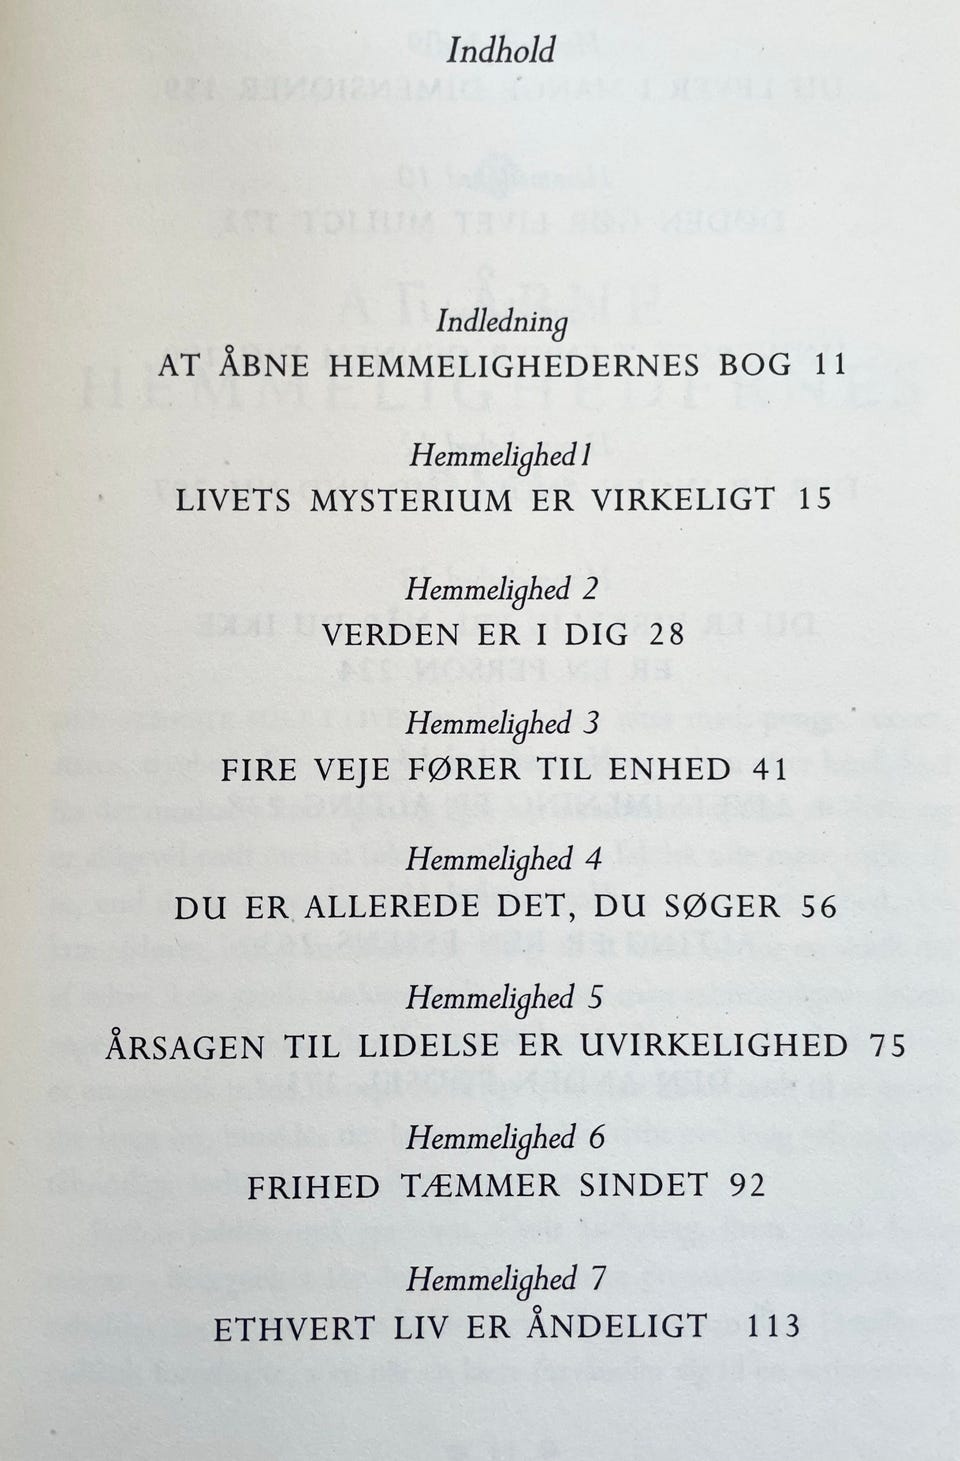 Indhold
Indledning
AT ÅBNE HEMMELIGHEDERNES BOG 11
Hemmelighed 1
LIVETS MYSTERIUM ER VIRKELIGT 15
Hemmelighed 2
VERDEN ER I DIG 28
Hemmelighed 3
FIRE VEJE FØRER TIL ENHED 41
Hemmelighed 4
DU ER ALLEREDE DET, DU SØGER 56
Hemmelighed 5
ÅRSAGEN TIL LIDELSE ER UVIRKELIGHED 75
Hemmelighed 6
FRIHED TÆMMER SINDET 92
Hemmelighed 7
ETHVERT LIV ER ÅNDELIGT 113